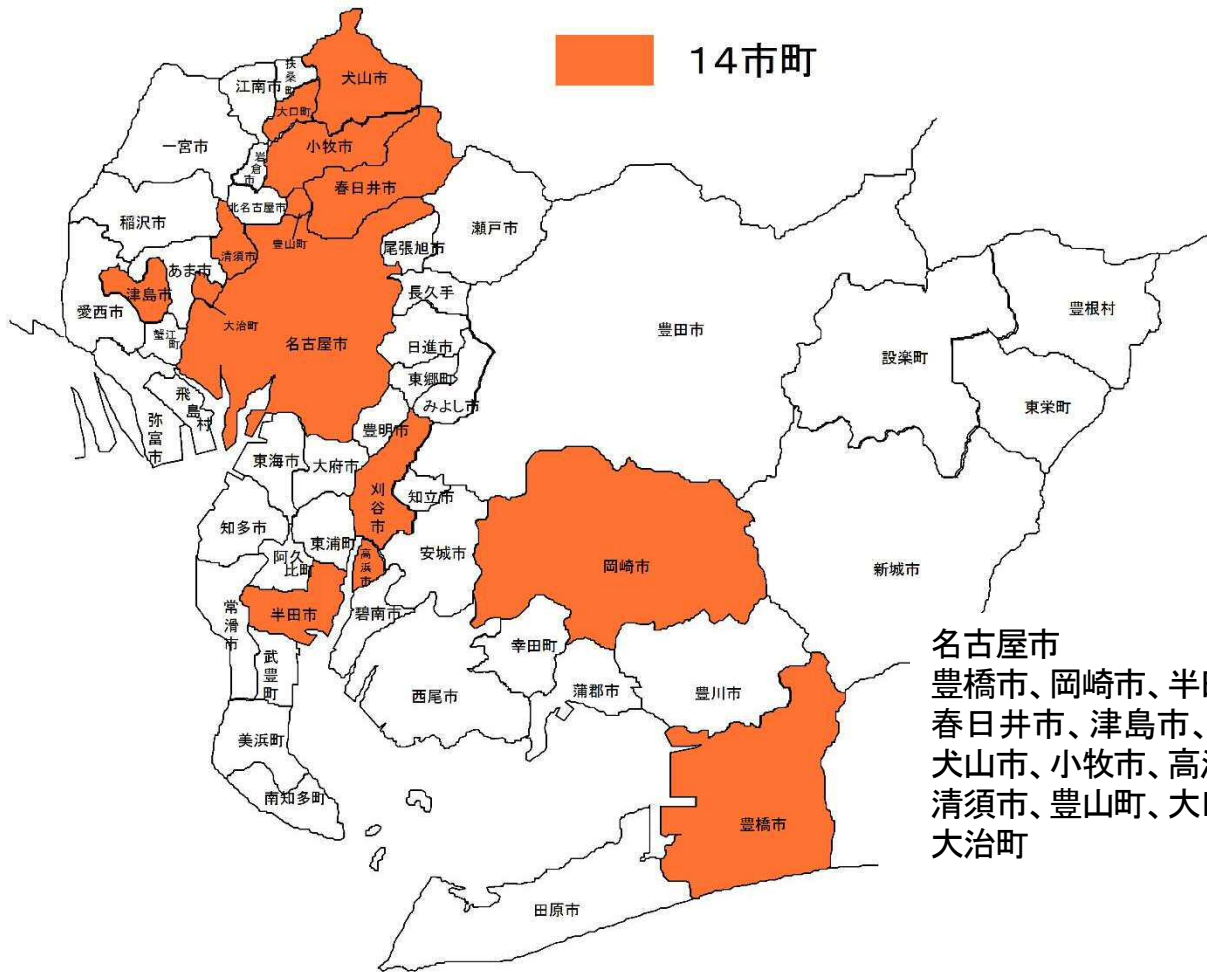 14市町
犬山市
扶桑町
江南市
大口町
一宮市
小牧市
岩倉市
春日井市
北名古屋市
稲沢市
瀬戸市
豊山町
尾張旭市
清須市
あま市
津島市
長久手
愛西市
大治町
蟹江町
名古屋市
日進市
豊田市
豊根村
設楽町
東郷町
東栄町
みよし市
飛島村
弥富市
豊明市
東海市
大府市
刈谷市
知立市
知多市
東浦町
安城市
阿久比町
高浜市
岡崎市
新城市
半田市
碧南市
常滑市
武豊町
幸田町
西尾市
蒲郡市
豊川市
美浜町
南知多町
豊橋市
田原市
名古屋市
豊橋市、岡崎市、半
春日井市、津島市、
犬山市、小牧市、高
清須市、豊山町、大
大治町